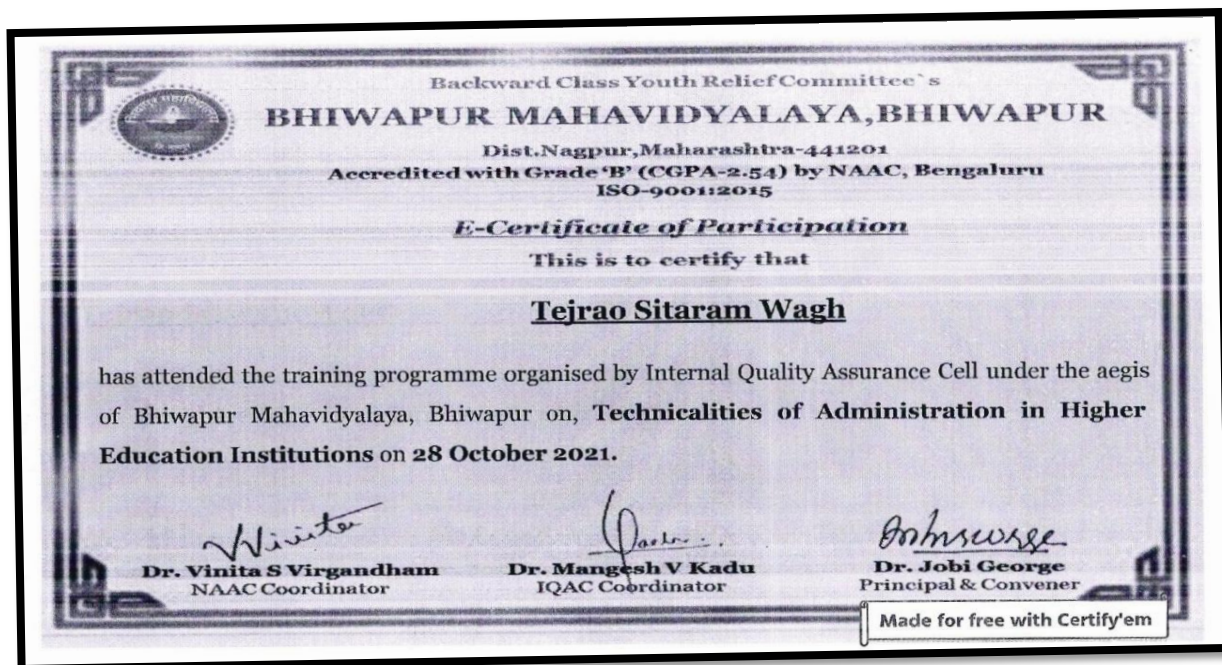 Backward Class Youth Relief Committee`s
BHIWAPUR MAHAVIDYALAYA,BHIWAPUR
Dist.Nagpur,Maharashtra-441201
Accredited with Grade 'B' (CGPA-2.54) by NAAC, Bengaluru
ISO-9001:2015
E-Certificate of Participation
This is to certify that
Tejrao Sitaram Wagh
has attended the training programme organised by Internal Quality Assurance Cell under the aegis
of Bhiwapur Mahavidyalaya, Bhiwapur on, Technicalities of Administration in Higher
Education Institutions on 28 October 2021.
Dr. Vinita S Virgandham
NAAC Coordinator
Dr. Mangesh V Kadu
IQAC Coordinator
Dr. Jobi George
Principal & Convener
Made for free with Certify'em